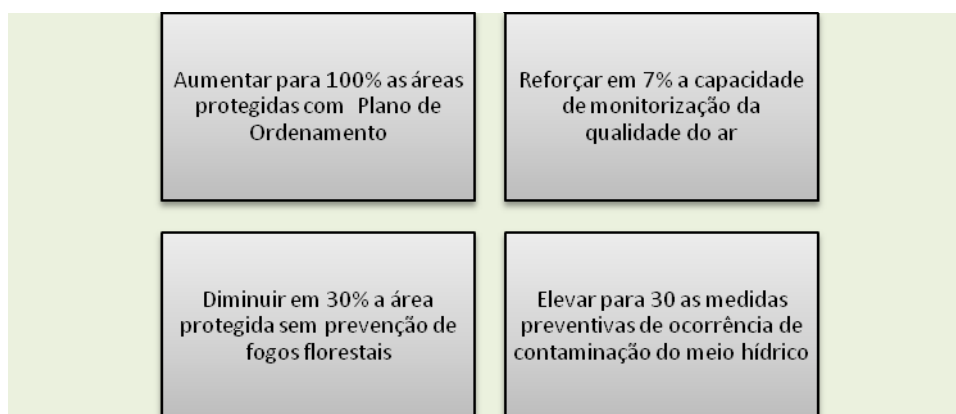 Aumentar para 100% as áreas
protegidas com Plano de
Ordenamento
Reforçar em 7% a capacidade
de monitorização da
qualidade do ar
Diminuir em 30% a área
protegida sem prevenção de
fogos florestais
Elevar para 30 as medidas
preventivas de ocorrência de
contaminação do meio hídrico